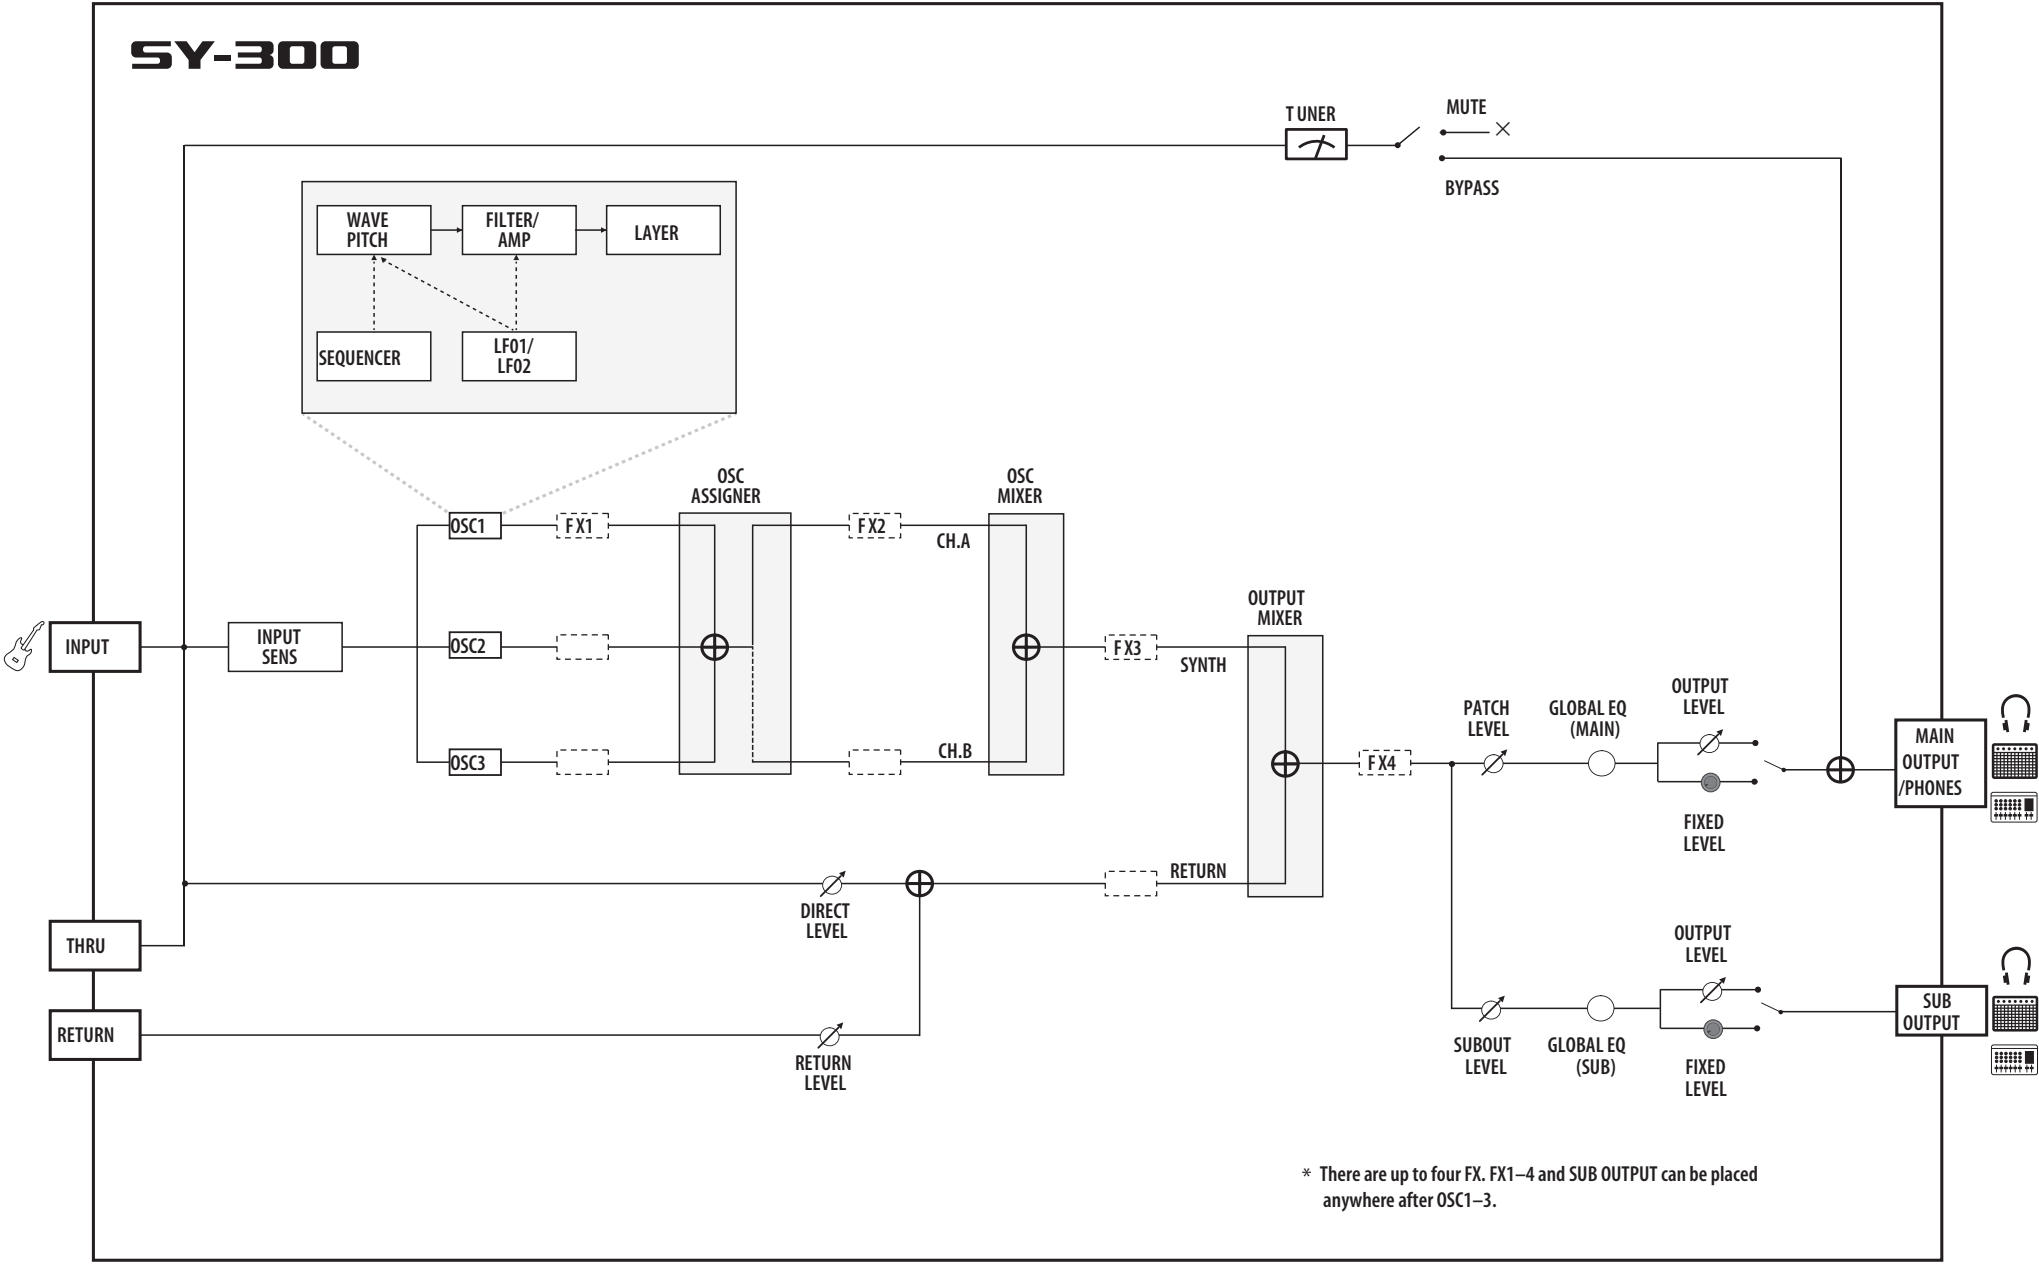 SY-300
TUNER
MUTE
BYPASS
WAVE
PITCH
FILTER/
AMP
LAYER
SEQUENCER
LFO1/
LFO2
OSC
ASSIGNER
OSC
MIXER
OSC1
FX1
FX2
CH.A
INPUT
INPUT
SENS
OSC2
FX3
SYNTH
OUTPUT
MIXER
OSC3
CH.B
FX4
PATCH
LEVEL
GLOBAL EQ
(MAIN)
OUTPUT
LEVEL
FIXED
LEVEL
MAIN
OUTPUT
/PHONES
RETURN
DIRECT
LEVEL
THRU
RETURN
RETURN
LEVEL
SUBOUT
LEVEL
GLOBAL EQ
(SUB)
OUTPUT
LEVEL
FIXED
LEVEL
SUB
OUTPUT
* There are up to four FX. FX1–4 and SUB OUTPUT can be placed
anywhere after OSC1–3.